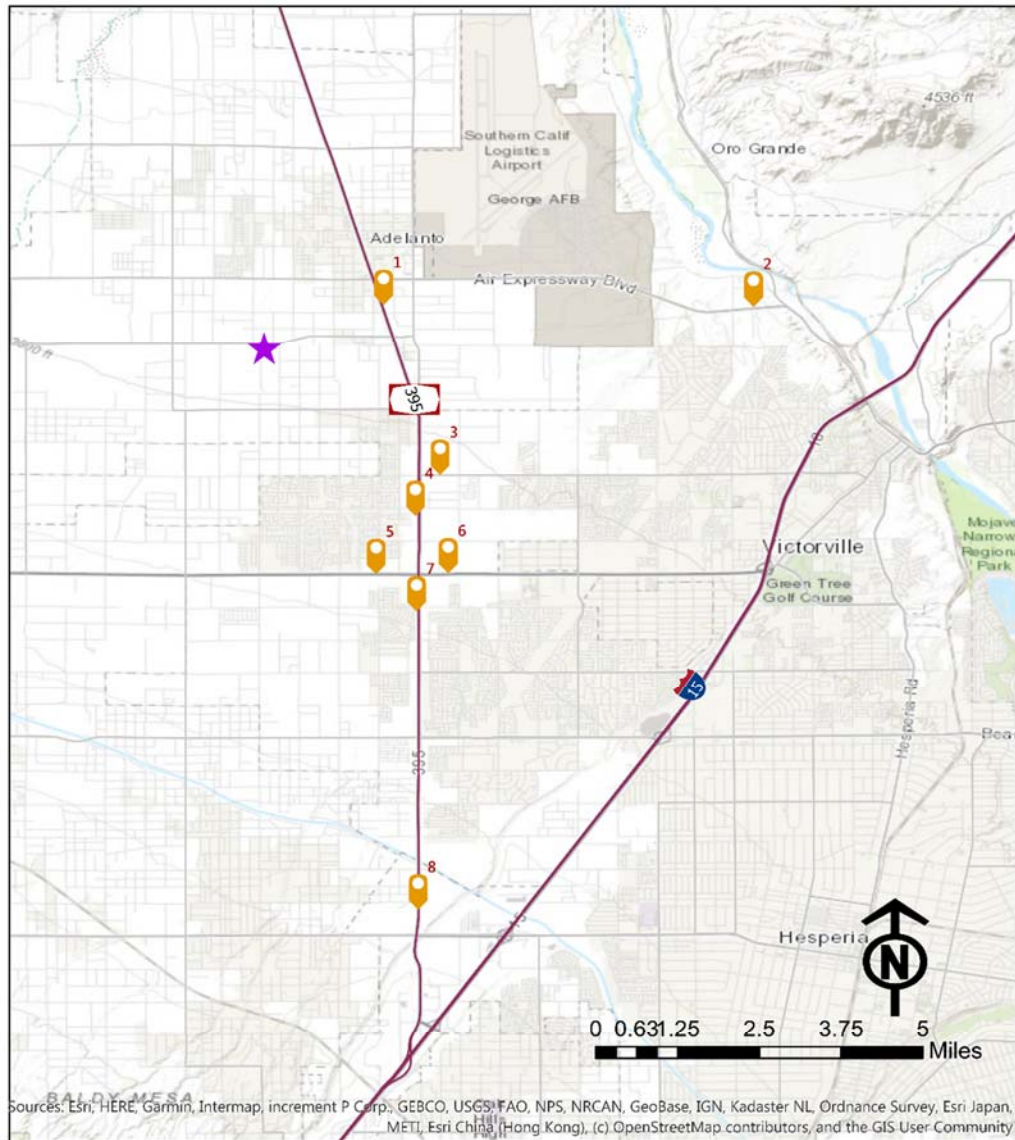 4536 ft
Southern Calif
Logistics
Airport
Oro Grande
George AFB
Adelanto
1
2
Air Expressway Blvd
395
3
4
5
6
7
18
Victorville
Mojave
Narrow
Regional
Park
Green Tree
Golf Course
15
Hesperia Rd
Bea
395
8
15
Hesperia
N
0 0.63 1.25 2.5 3.75 5
Miles
BALDY MESA
Sources: Esri, HERE, Garmin, Intermap, increment P Corp., GEBCO, USGS, FAO, NPS, NRCAN, GeoBase, IGN, Kadaster NL, Ordnance Survey, Esri Japan,
METI, Esri China (Hong Kong), (c) OpenStreetMap contributors, and the GIS User Community